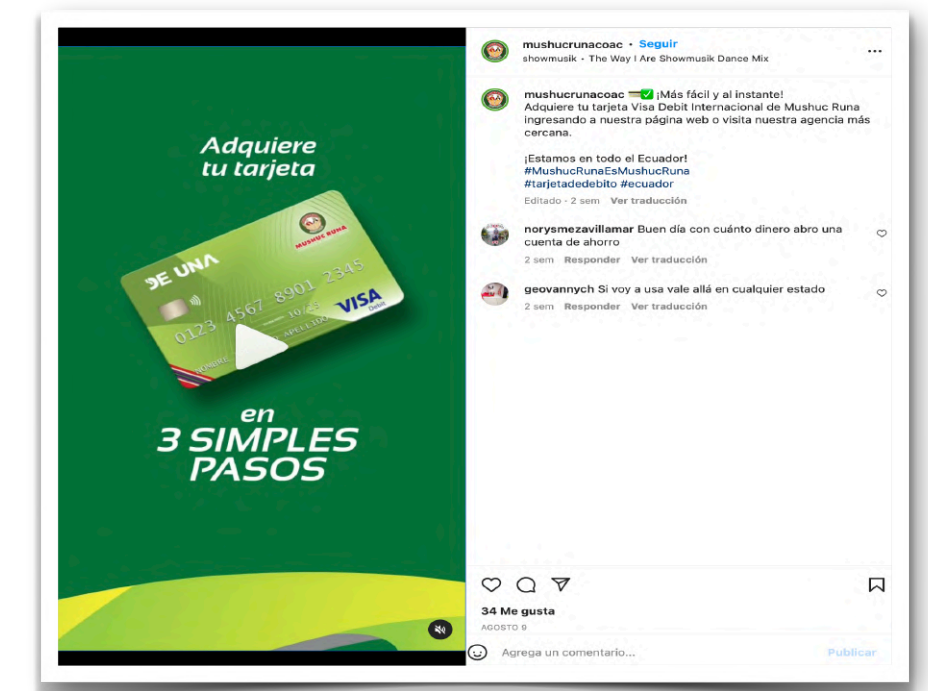 Adquiere
tu tarjeta
DE UNA
MUSHUC RUNA
0123 4567 8901 2345
10/25
NOMBRE APELLIDO
VISA
Debit
en
3 SIMPLES
PASOS
mushucrunacoac • Seguir
showmusik • The Way I Are Showmusik Dance Mix
mushucrunacoac 💳✅ ¡Más fácil y al instante!
Adquiere tu tarjeta Visa Debit Internacional de Mushuc Runa
ingresando a nuestra página web o visita nuestra agencia más
cercana.
¡Estamos en todo el Ecuador!
#MushucRunaEsMushucRuna
#tarjetadedebito #ecuador
Editado · 2 sem Ver traducción
norysmezavillamar Buen día con cuánto dinero abro una
cuenta de ahorro
2 sem Responder Ver traducción
geovannych Si voy a usa vale allá en cualquier estado
2 sem Responder Ver traducción
34 Me gusta
AGOSTO 9
Agrega un comentario...
Publicar